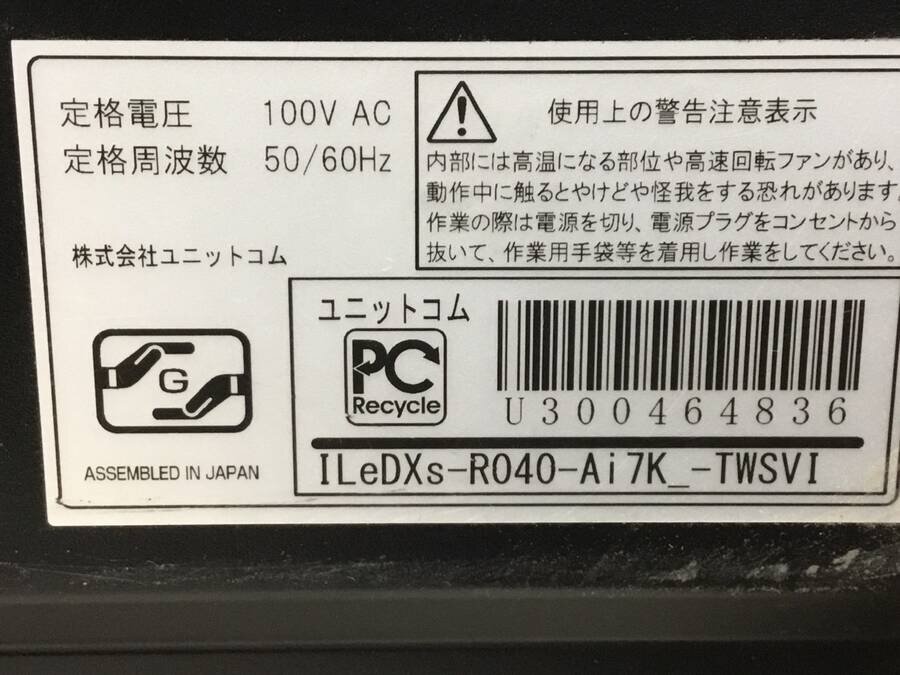 定格電圧 100V AC
定格周波数 50/60Hz
株式会社ユニットコム
G
ASSEMBLED IN JAPAN
使用上の警告注意表示
内部には高温になる部位や高速回転ファンがあり、
動作中に触るとやけどや怪我をする恐れがあります。
作業の際は電源を切り、電源プラグをコンセントから
抜いて、作業用手袋等を着用し作業をしてください。
ユニットコム
PC
Recycle
U300464836
ILeDXs-R040-Ai7K_-TWSVI